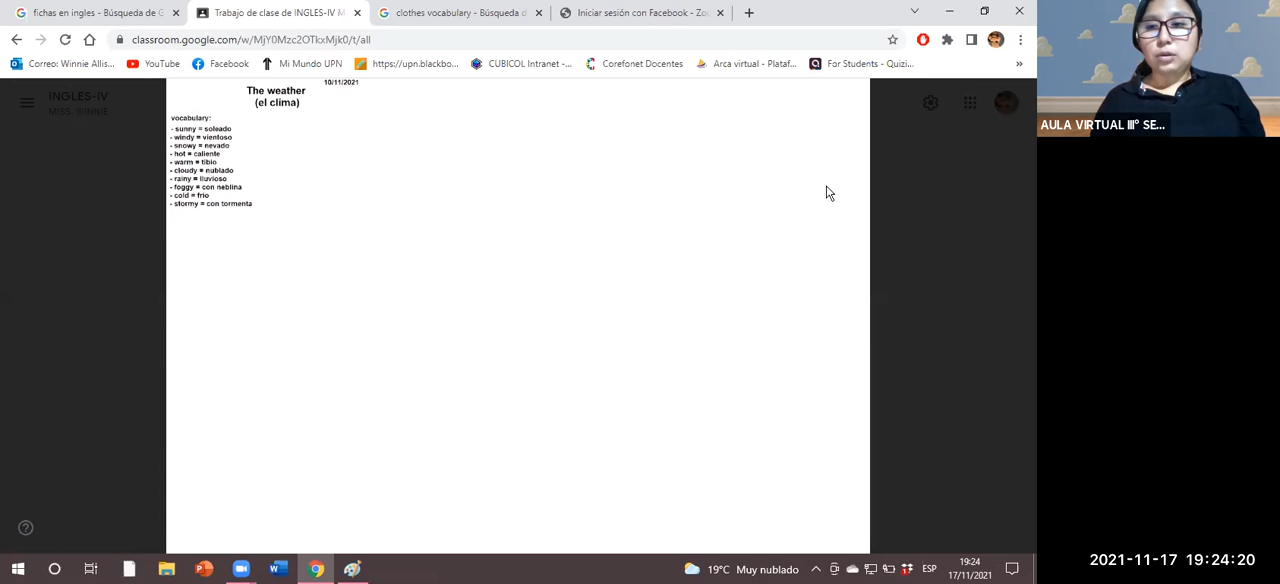 fichas en ingles - Búsqueda de G
Trabajo de clase de INGLES-IV M
clothes vocabulary - Búsqueda d
Iniciar sesión con Facebook - Zo
classroom.google.com/w/MjY0Mzc2OTkxMjk0/t/all
Correo: Winnie Allis...
YouTube
Facebook
Mi Mundo UPN
https://upn.blackbo...
CUBICOL Intranet -...
Corefonet Docentes
Arca virtual - Plataf...
For Students - Quizi...
»
10/11/2021
The weather
(el clima)
INGLES-IV
MISS. WINNIE
vocabulary:
- sunny = soleado
- windy = vientoso
- snowy = nevado
- hot = caliente
- warm = tibio
- cloudy = nublado
- rainy = lluvioso
- foggy = con neblina
- cold = frio
- stormy = con tormenta
AULA VIRTUAL III° SE...
19°C Muy nublado
ESP
19:24
17/11/2021
2021-11-17 19:24:20